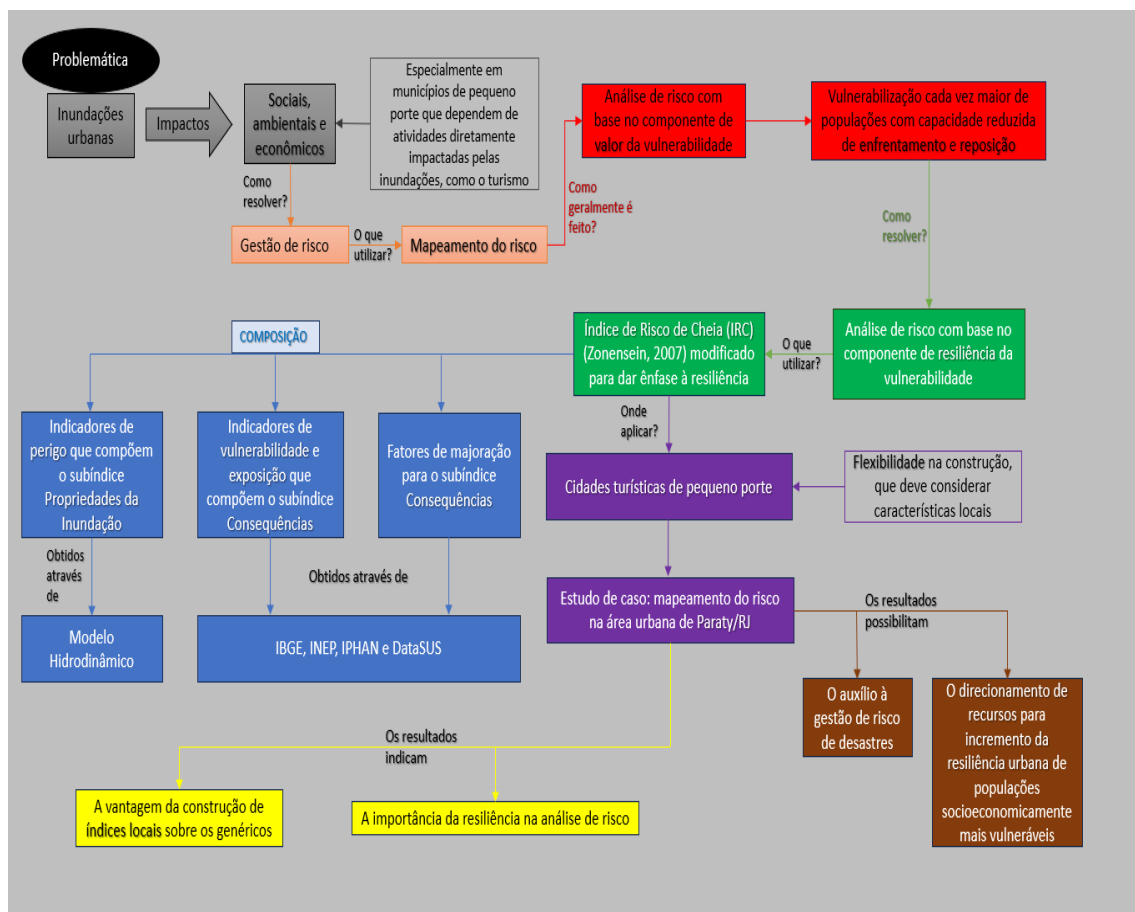 Problemática
Inundações
urbanas
Impactos
Sociais,
ambientais e
econômicos
Especialmente em
municípios de pequeno
porte que dependem de
atividades diretamente
impactadas pelas
inundações, como o turismo
Análise de risco com
base no componente de
valor da vulnerabilidade
Vulnerabilização cada vez maior de
populações com capacidade reduzida
de enfrentamento e reposição
Como
resolver?
Gestão de risco
O que
utilizar?
Mapeamento do risco
Como
geralmente é
feito?
Como
resolver?
Análise de risco com base no
componente de resiliência da
vulnerabilidade
O que
utilizar?
Índice de Risco de Cheia (IRC)
(Zonensein, 2007) modificado
para dar ênfase à resiliência
COMPOSIÇÃO
Indicadores de
perigo que compõem
o subíndice
Propriedades da
Inundação
Indicadores de
vulnerabilidade e
exposição que
compõem o subíndice
Consequências
Fatores de majoração
para o subíndice
Consequências
Obtidos
através
de
Obtidos através de
Modelo
Hidrodinâmico
IBGE, INEP, IPHAN e DataSUS
Onde
aplicar?
Cidades turísticas de pequeno porte
Flexibilidade na construção,
que deve considerar
características locais
Estudo de caso: mapeamento do risco
na área urbana de Paraty/RJ
Os resultados
possibilitam
O auxílio à
gestão de risco
de desastres
O direcionamento de
recursos para
incremento da
resiliência urbana de
populações
socioeconomicamente
mais vulneráveis
Os resultados
indicam
A vantagem da construção de
índices locais sobre os genéricos
A importância da resiliência na análise de risco